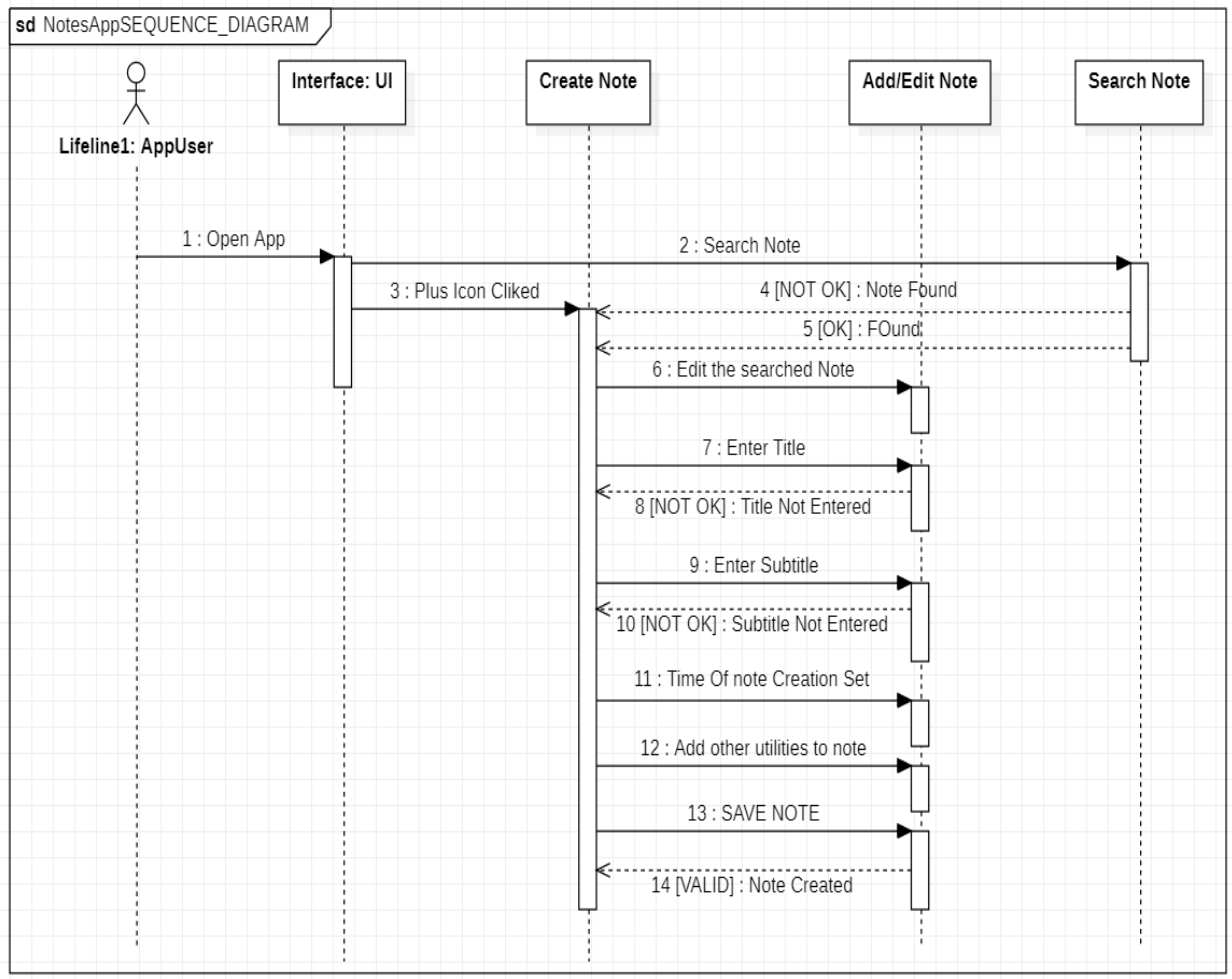 sd NotesAppSEQUENCE_DIAGRAM
Lifeline1: AppUser
Interface: UI
Create Note
Add/Edit Note
Search Note
1 : Open App
2 : Search Note
3 : Plus Icon Cliked
4 [NOT OK] : Note Found
5 [OK] : FOund
6 : Edit the searched Note
7 : Enter Title
8 [NOT OK] : Title Not Entered
9 : Enter Subtitle
10 [NOT OK] : Subtitle Not Entered
11 : Time Of note Creation Set
12 : Add other utilities to note
13 : SAVE NOTE
14 [VALID] : Note Created